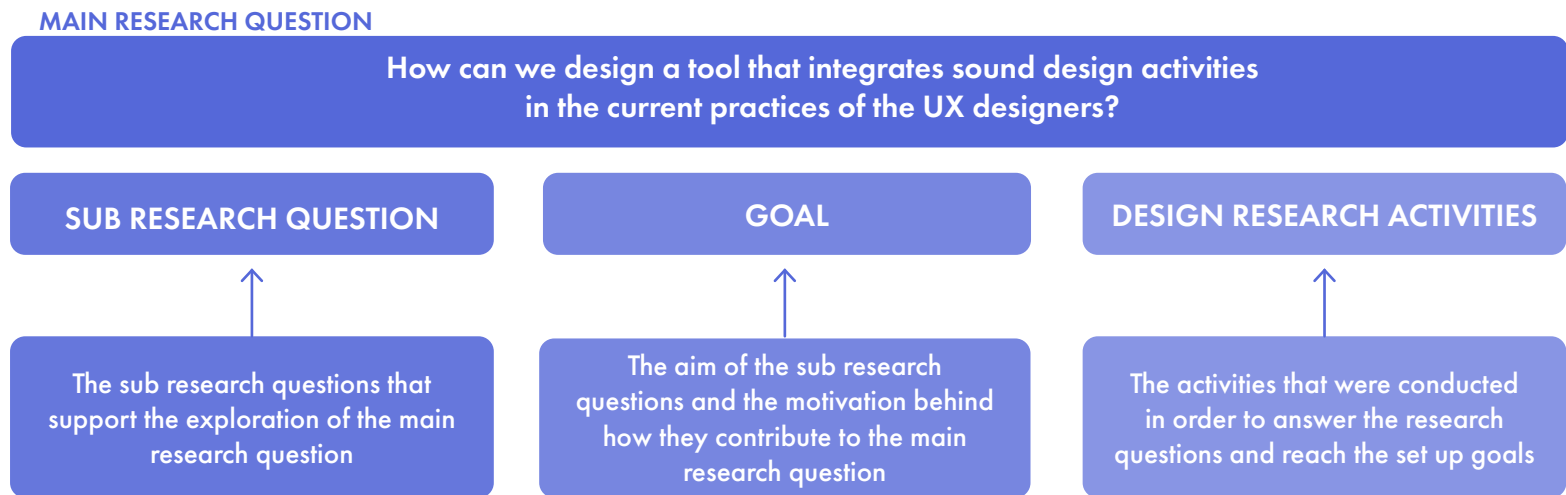 MAIN RESEARCH QUESTION
How can we design a tool that integrates sound design activities
in the current practices of the UX designers?
SUB RESEARCH QUESTION
GOAL
DESIGN RESEARCH ACTIVITIES
The sub research questions that
support the exploration of the main
research question
The aim of the sub research
questions and the motivation behind
how they contribute to the main
research question
The activities that were conducted
in order to answer the research
questions and reach the set up goals